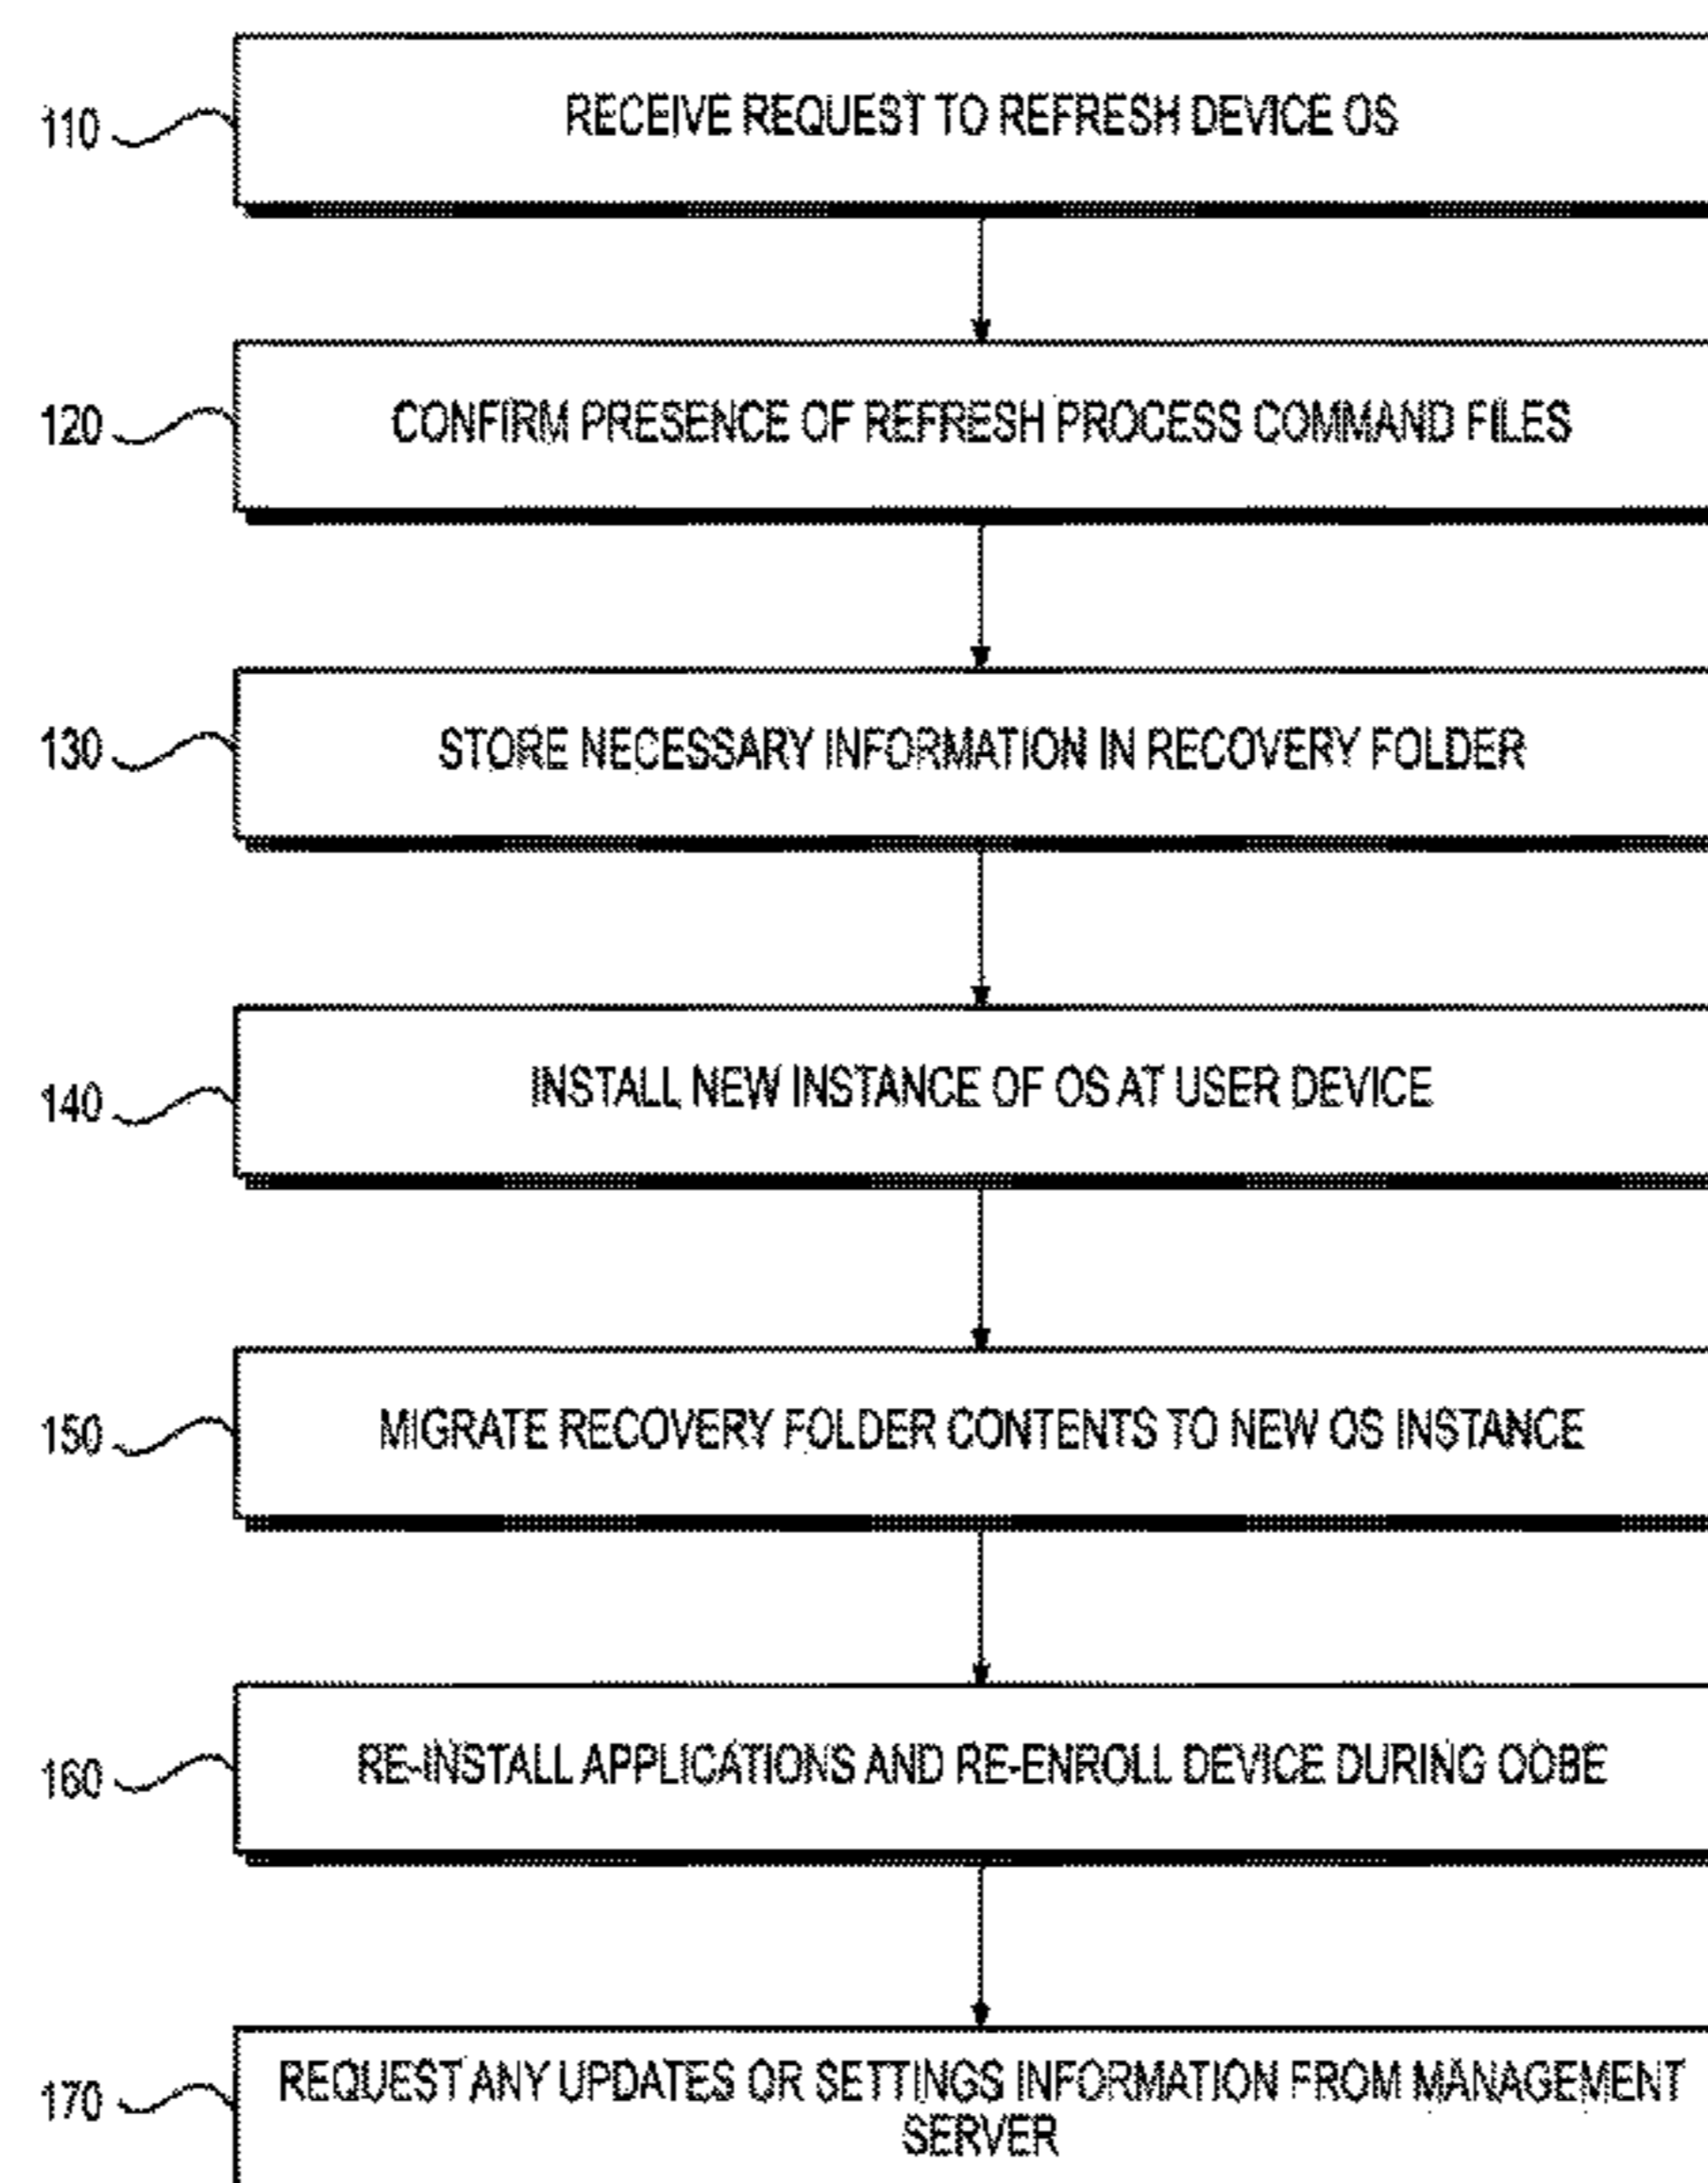 110
RECEIVE REQUEST TO REFRESH DEVICE OS
120
CONFIRM PRESENCE OF REFRESH PROCESS COMMAND FILES
130
STORE NECESSARY INFORMATION IN RECOVERY FOLDER
140
INSTALL NEW INSTANCE OF OS AT USER DEVICE
150
MIGRATE RECOVERY FOLDER CONTENTS TO NEW OS INSTANCE
160
RE-INSTALL APPLICATIONS AND RE-ENROLL DEVICE DURING OOBE
170
REQUEST ANY UPDATES OR SETTINGS INFORMATION FROM MANAGEMENT
SERVER